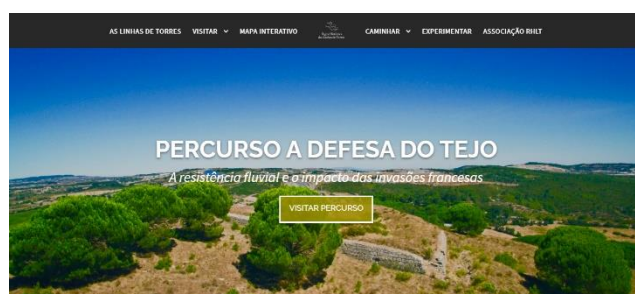 AS LINHAS DE TORRES VISITAR MAPA INTERATIVO CAMINHAR EXPERIMENTAR ASSOCIAÇÃO RHLT
PERCURSO A DEFESA DO TEJO
A resistência fluvial e o impacto das invasões francesas
VISITAR PERCURSO